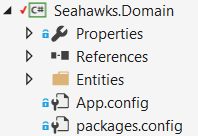 C# Seahawks.Domain
Properties
References
Entities
App.config
packages.config